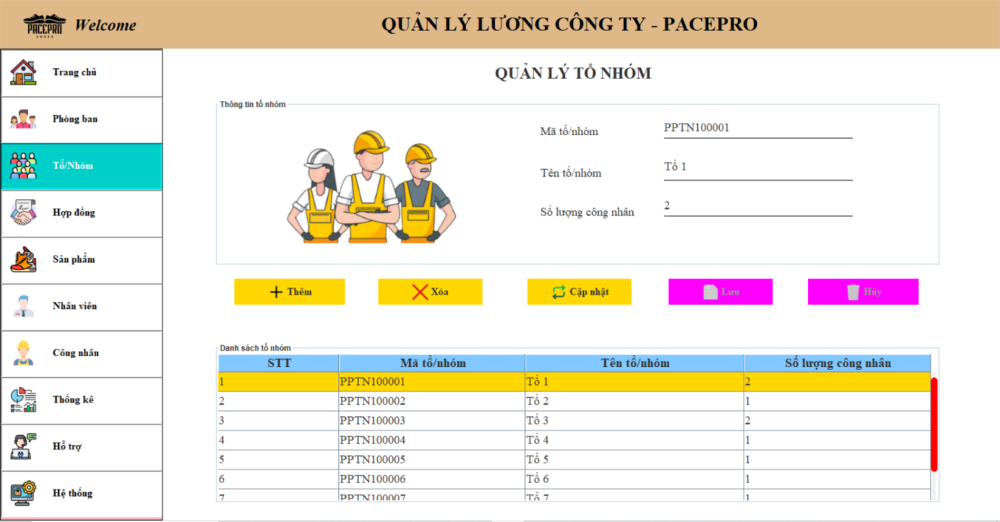 PACEPRO
SHOES
Welcome
QUẢN LÝ LƯƠNG CÔNG TY - PACEPRO
Trang chủ
Phòng ban
Tổ/Nhóm
Hợp đồng
Sản phẩm
Nhân viên
Công nhân
Thống kê
Hỗ trợ
Hệ thống
QUẢN LÝ TỔ NHÓM
Thông tin tổ nhóm
Mã tổ/nhóm PPTN100001
Tên tổ/nhóm Tổ 1
Số lượng công nhân 2
Thêm Xóa Cập nhật Lưu Hủy
Danh sách tổ nhóm
STT Mã tổ/nhóm Tên tổ/nhóm Số lượng công nhân
1 PPTN100001 Tổ 1 2
2 PPTN100002 Tổ 2 1
3 PPTN100003 Tổ 3 2
4 PPTN100004 Tổ 4 1
5 PPTN100005 Tổ 5 1
6 PPTN100006 Tổ 6 1
7 PPTN100007 Tổ 7 1